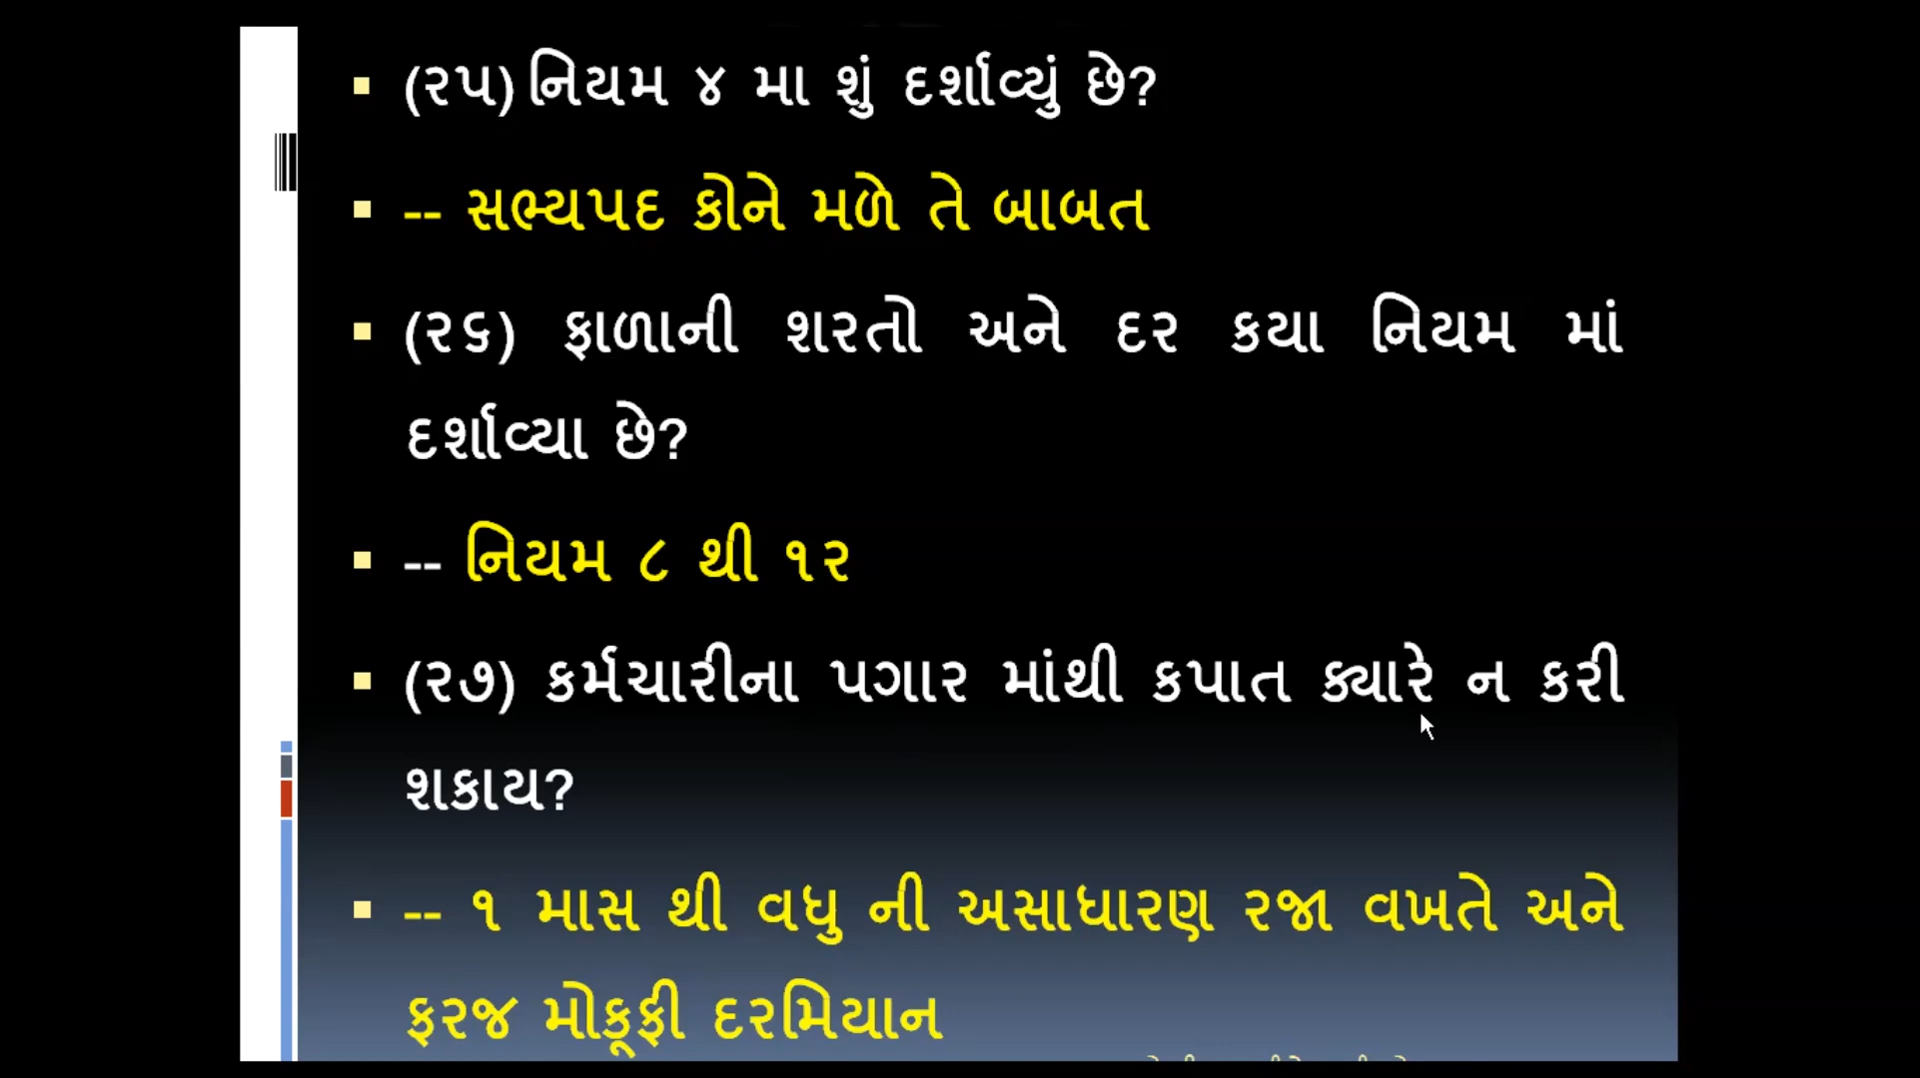 (૨૫) નિયમ ૪ મા શું દર્શાવ્યું છે?
-- સભ્યપદ કોને મળે તે બાબત
(૨૬) ફાળાની શરતો અને દર કયા નિયમ માં
દર્શાવ્યા છે?
-- નિયમ ૮ થી ૧૨
(૨૭) કર્મચારીના પગાર માંથી કપાત ક્યારે ન કરી
શકાય?
-- ૧ માસ થી વધુ ની અસાધારણ રજા વખતે અને
ફરજ મોકૂફી દરમિયાન